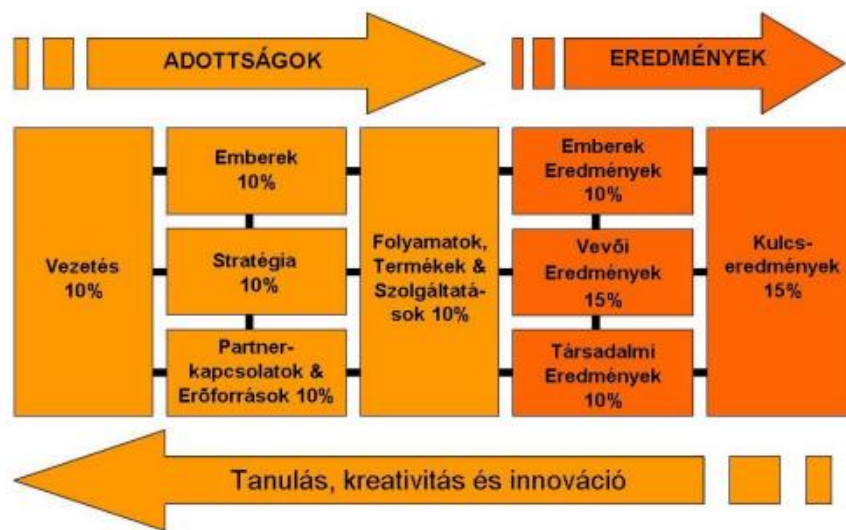 ADOTTSÁGOK
EREDMÉNYEK
Vezetés
10%
Emberek
10%
Stratégia
10%
Partner-
kapcsolatok &
Erőforrások 10%
Folyamatok,
Termékek &
Szolgáltatá-
sok 10%
Emberek
Eredmények
10%
Vevői
Eredmények
15%
Társadalmi
Eredmények
10%
Kulcs-
eredmények
15%
Tanulás, kreativitás és innováció